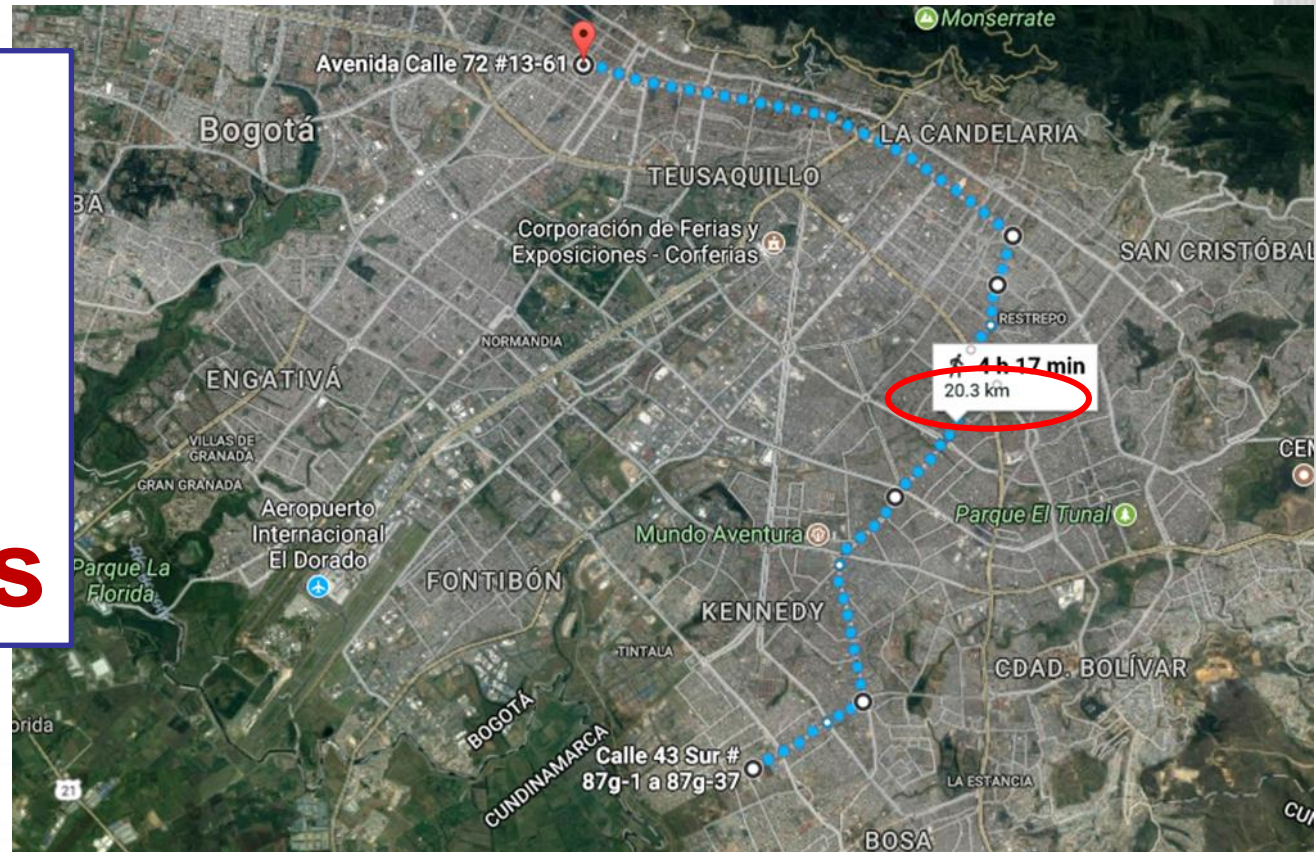 Monserrate
Avenida Calle 72 #13-61
Bogotá
LA CANDELARIA
TEUSAQUILLO
Corporación de Ferias y
Exposiciones - Corferias
SAN CRISTÓBAL
RESTREPO
NORMANDIA
4 h 17 min
20.3 km
ENGATIVÁ
VILLAS DE
GRANADA
GRAN GRANADA
Aeropuerto
Internacional
El Dorado
Mundo Aventura
Parque El Tunal
Parque La
Florida
s
FONTIBÓN
KENNEDY
TINTALA
CDAD. BOLÍVAR
BOGOTÁ
CUNDINAMARCA
Calle 43 Sur #
87g-1 a 87g-37
LA ESTANCIA
21
BOSA